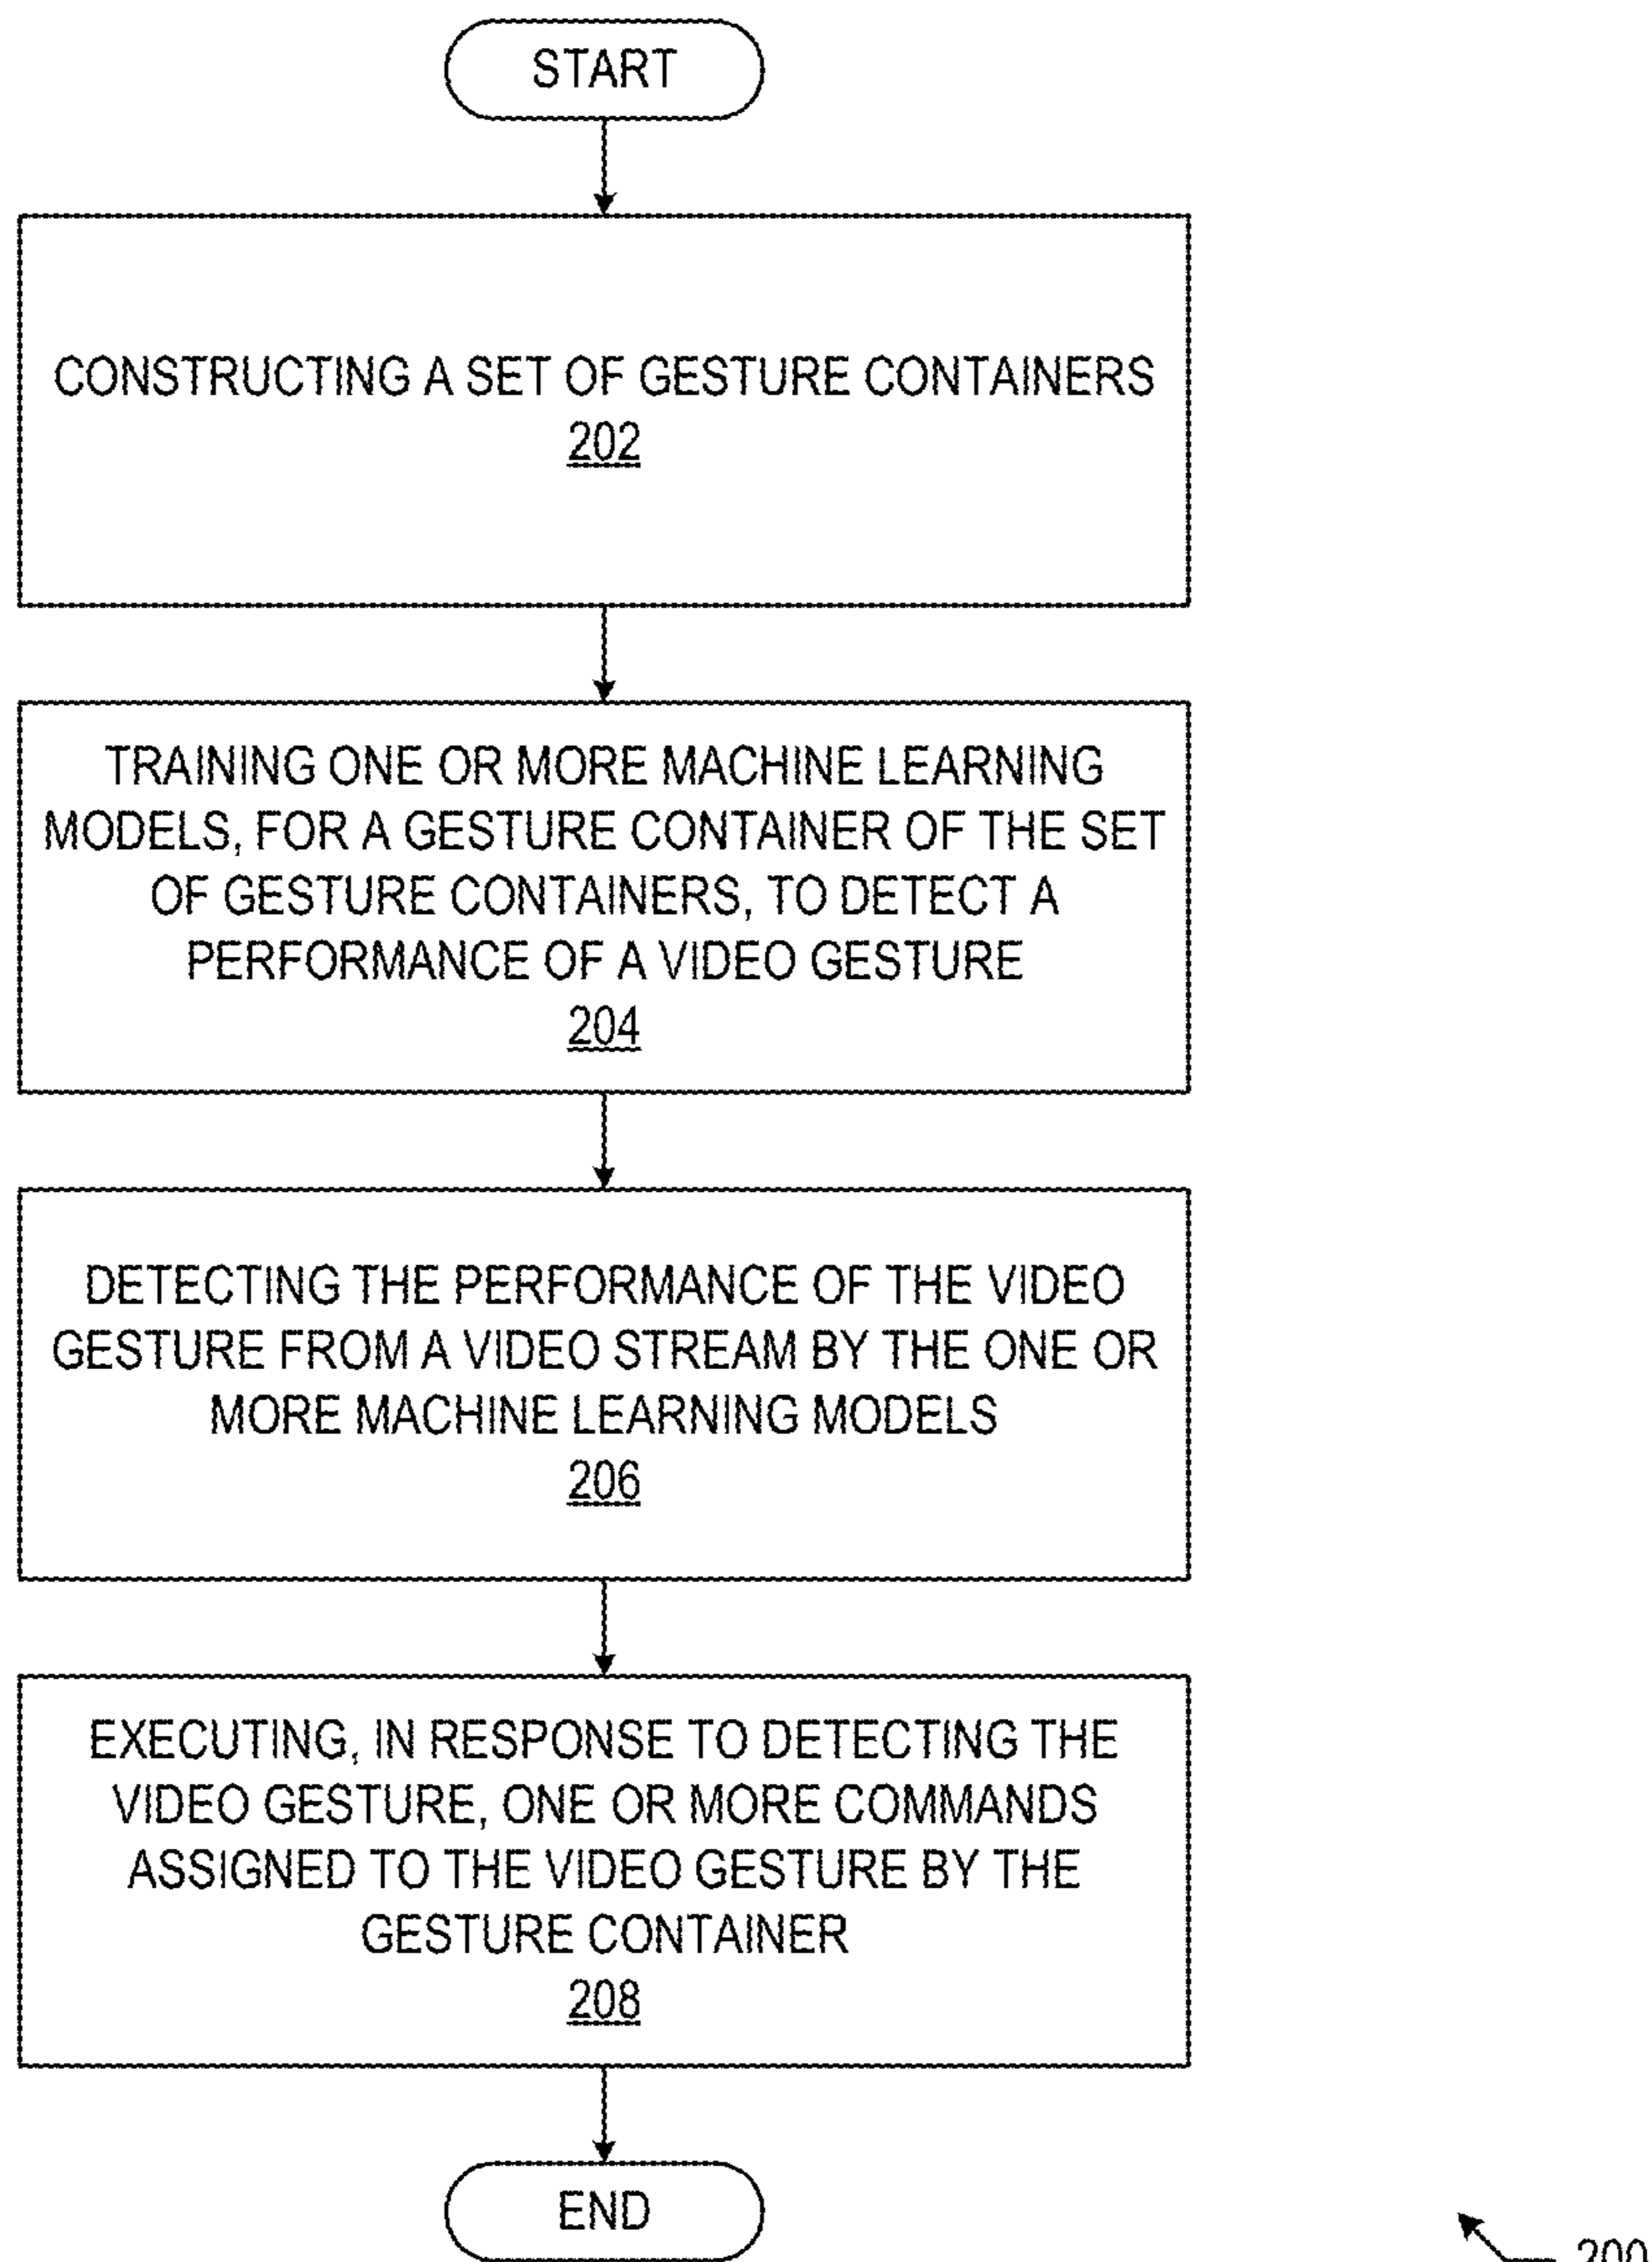 START
CONSTRUCTING A SET OF GESTURE CONTAINERS
202
TRAINING ONE OR MORE MACHINE LEARNING
MODELS, FOR A GESTURE CONTAINER OF THE SET
OF GESTURE CONTAINERS, TO DETECT A
PERFORMANCE OF A VIDEO GESTURE
204
DETECTING THE PERFORMANCE OF THE VIDEO
GESTURE FROM A VIDEO STREAM BY THE ONE OR
MORE MACHINE LEARNING MODELS
206
EXECUTING, IN RESPONSE TO DETECTING THE
VIDEO GESTURE, ONE OR MORE COMMANDS
ASSIGNED TO THE VIDEO GESTURE BY THE
GESTURE CONTAINER
208
END
200